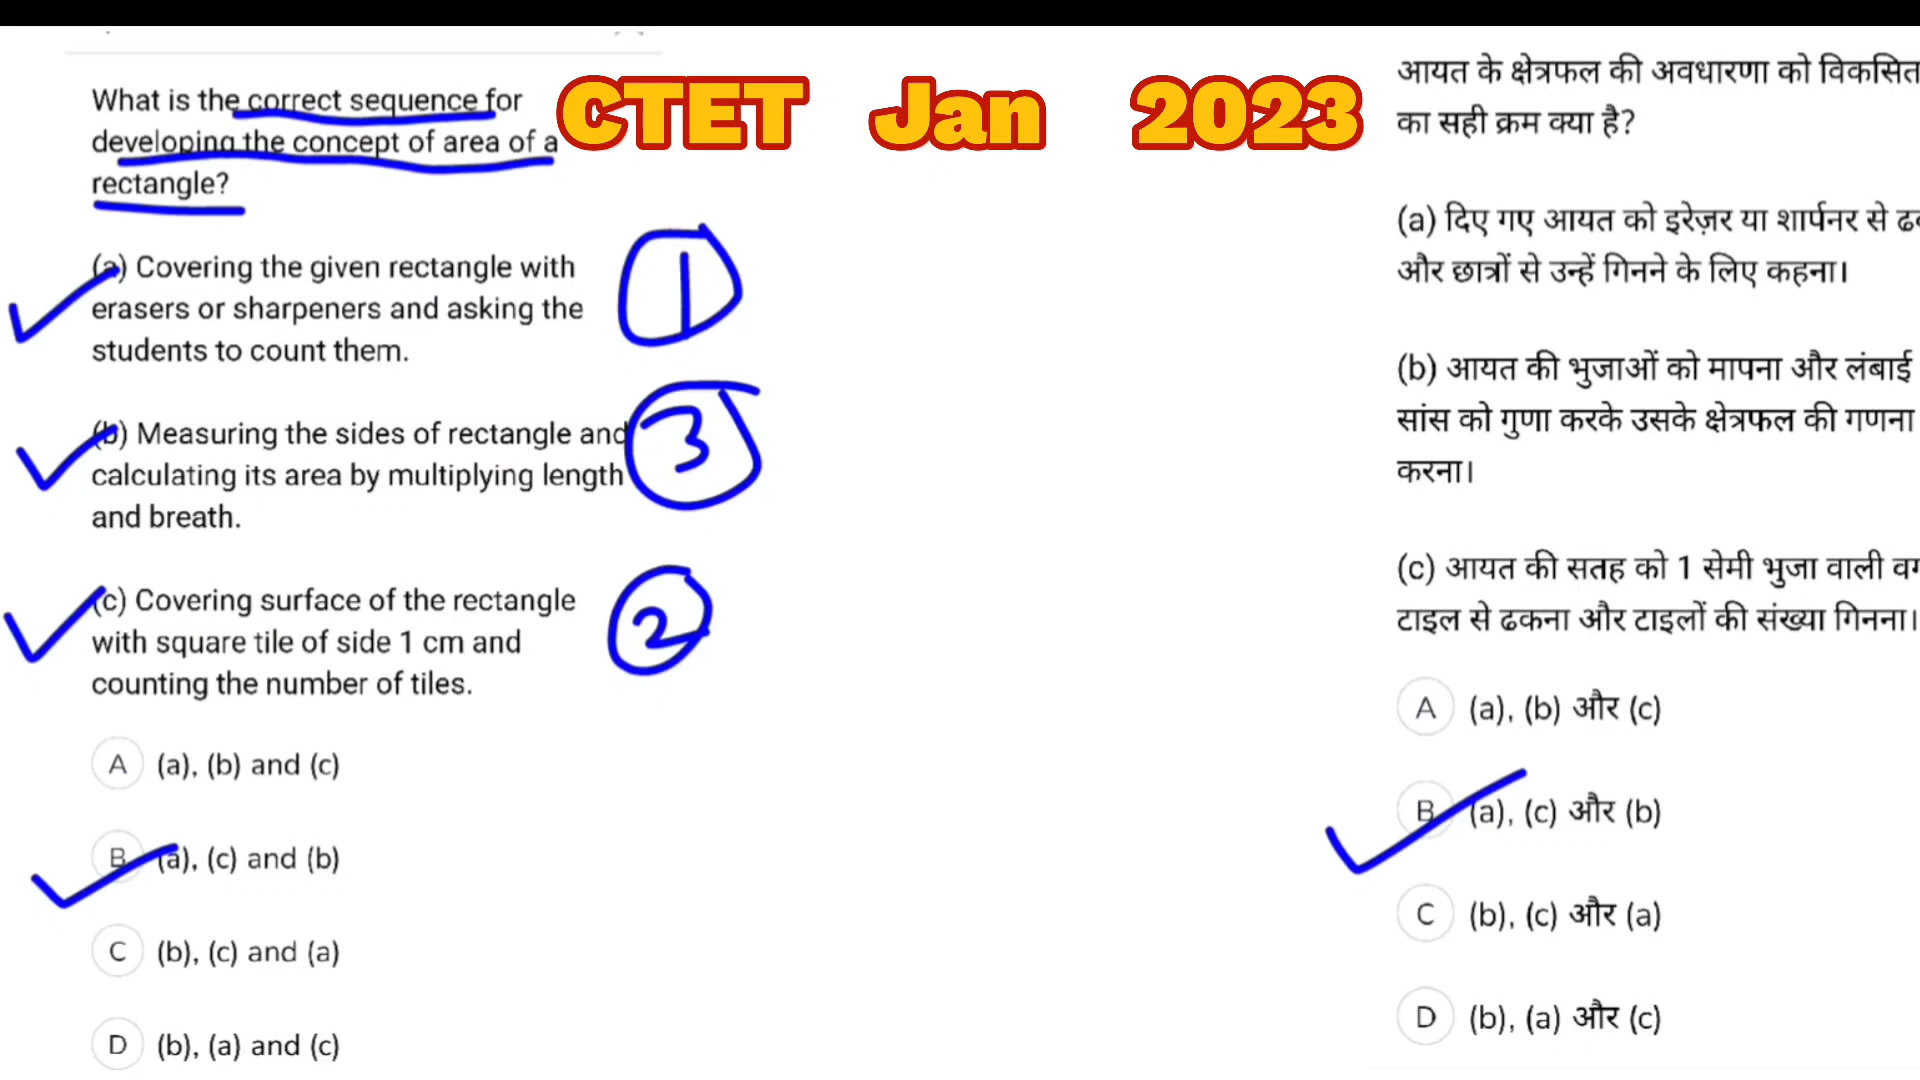 What is the correct sequence for
developing the concept of area of a
rectangle?
CTET Jan 2023
(a) Covering the given rectangle with
erasers or sharpeners and asking the
students to count them.
1
(b) Measuring the sides of rectangle and
calculating its area by multiplying length
and breath.
3
(c) Covering surface of the rectangle
with square tile of side 1 cm and
counting the number of tiles.
2
A (a), (b) and (c)
B (a), (c) and (b)
C (b), (c) and (a)
D (b), (a) and (c)
आयत के क्षेत्रफल की अवधारणा को विकसित
का सही क्रम क्या है?
(a) दिए गए आयत को इरेज़र या शार्पनर से
और छात्रों से उन्हें गिनने के लिए कहना।
(b) आयत की भुजाओं को मापना और लंबाई
सांस को गुणा करके उसके क्षेत्रफल की गणना
करना।
(c) आयत की सतह को 1 सेमी भुजा वाली
टाइल से ढकना और टाइलों की संख्या गिनना।
A (a), (b) और (c)
B (a), (c) और (b)
C (b), (c) और (a)
D (b), (a) और (c)